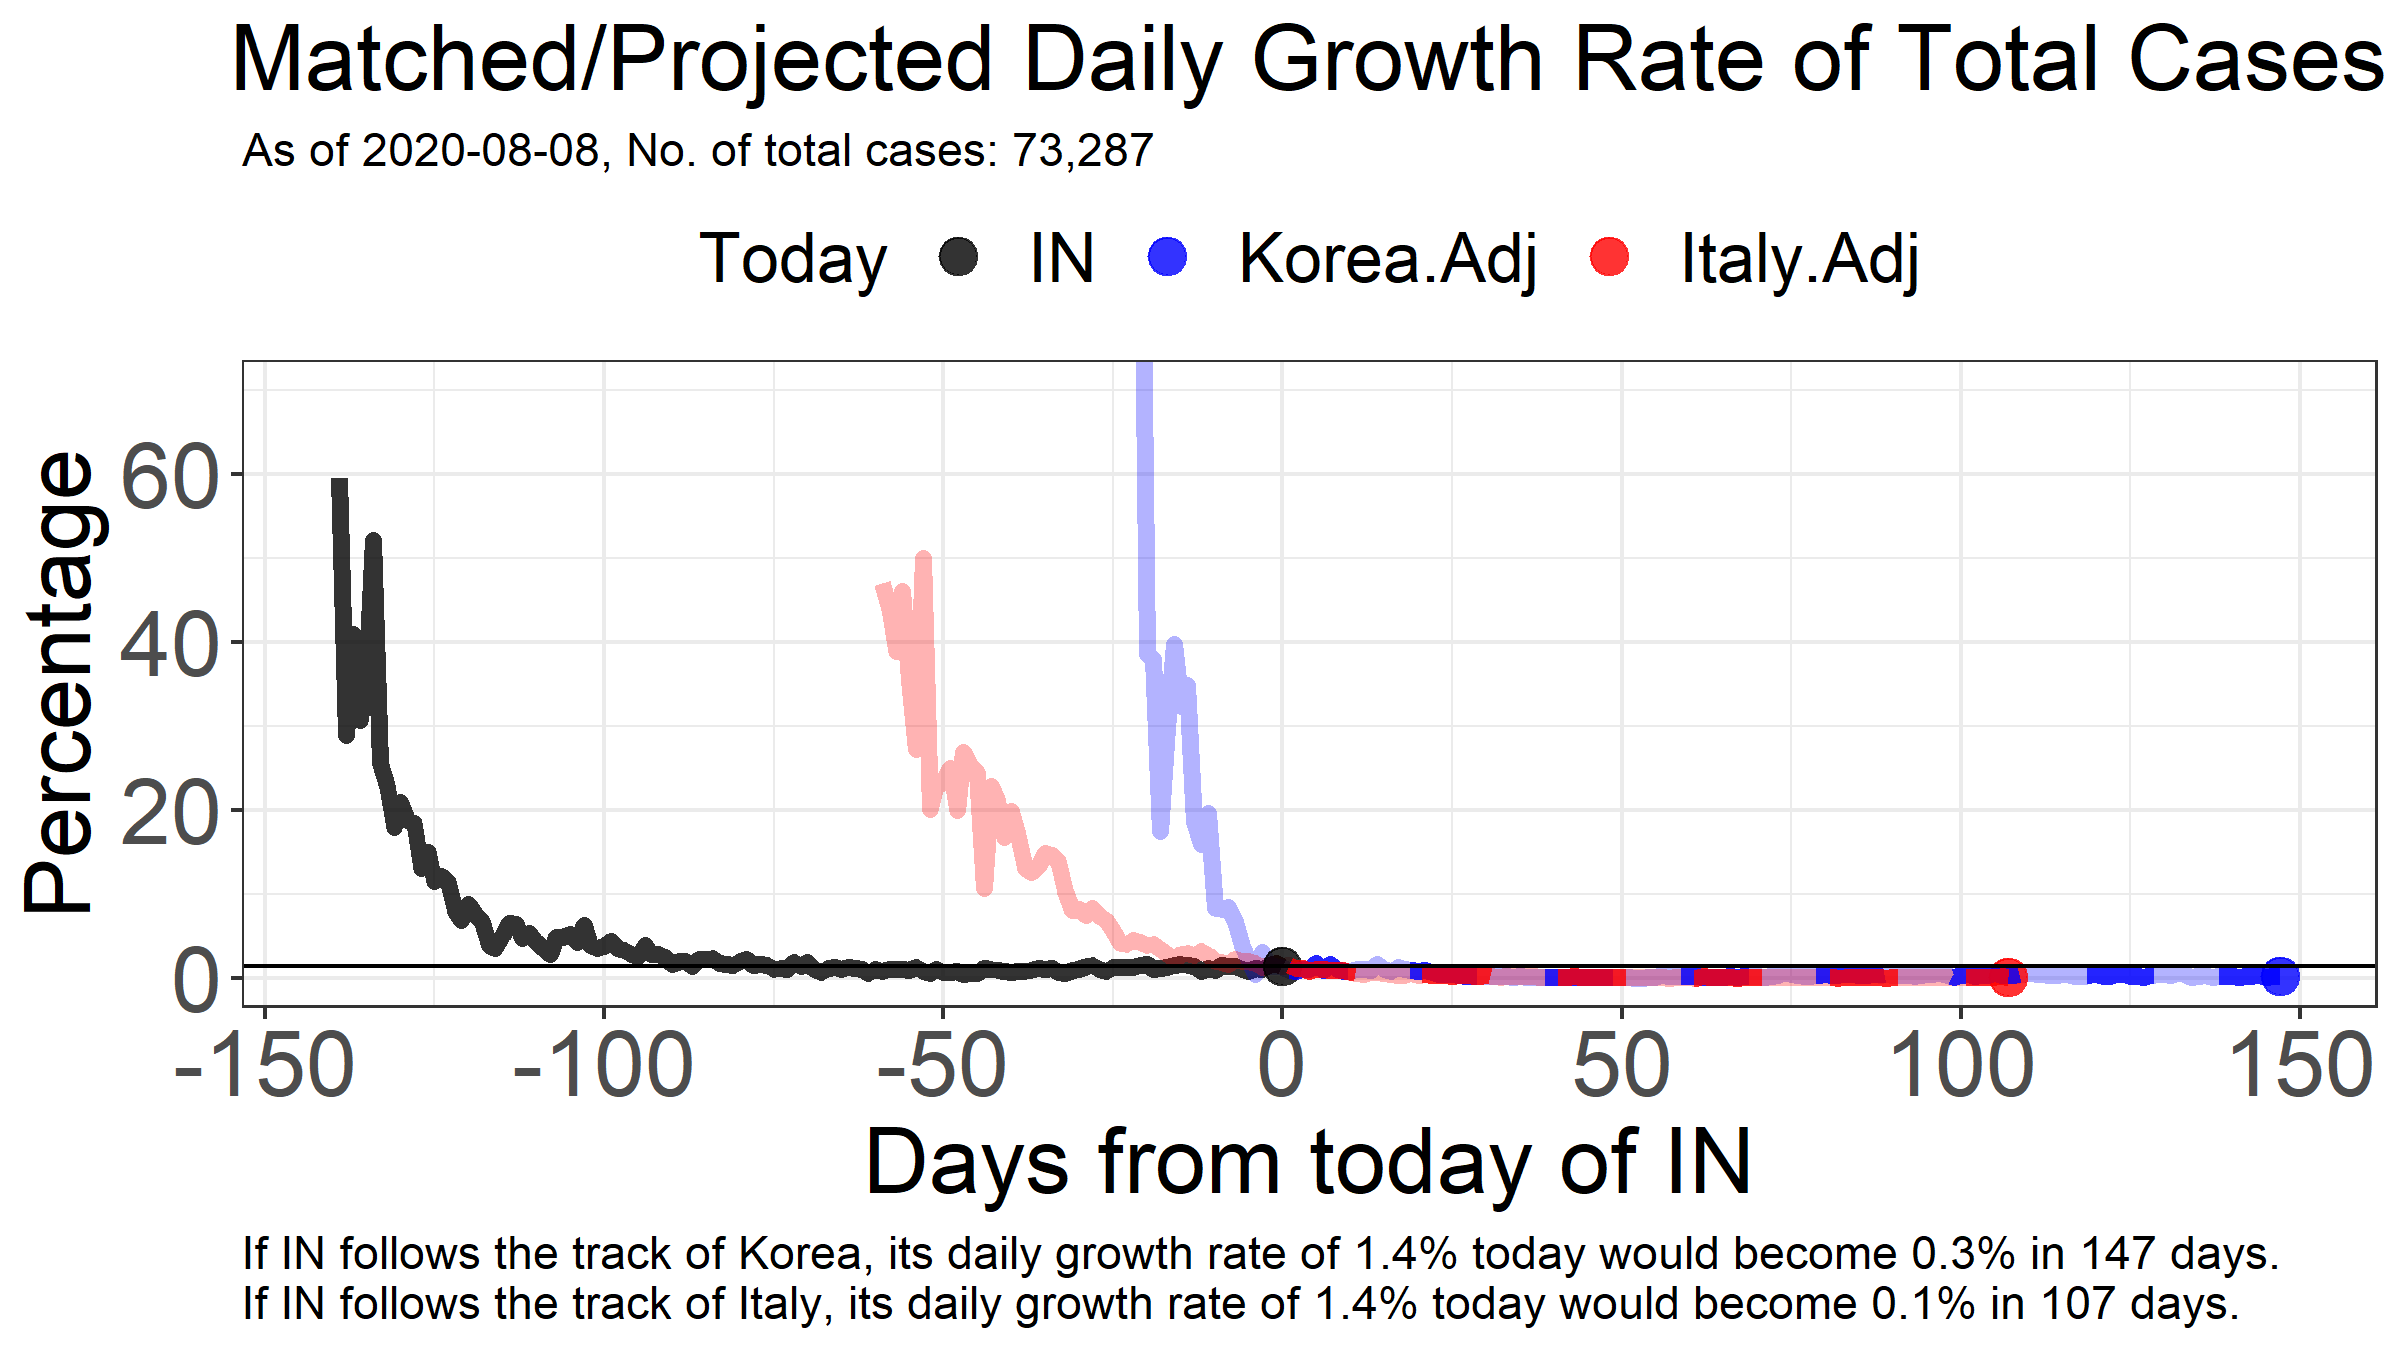 Matched/Projected Daily Growth Rate of Total Cases
As of 2020-08-08, No. of total cases: 73,287
Today IN Korea.Adj Italy.Adj
Percentage
60
40
20
0
-150 -100 -50 0 50 100 150
Days from today of IN
If IN follows the track of Korea, its daily growth rate of 1.4% today would become 0.3% in 147 days.
If IN follows the track of Italy, its daily growth rate of 1.4% today would become 0.1% in 107 days.